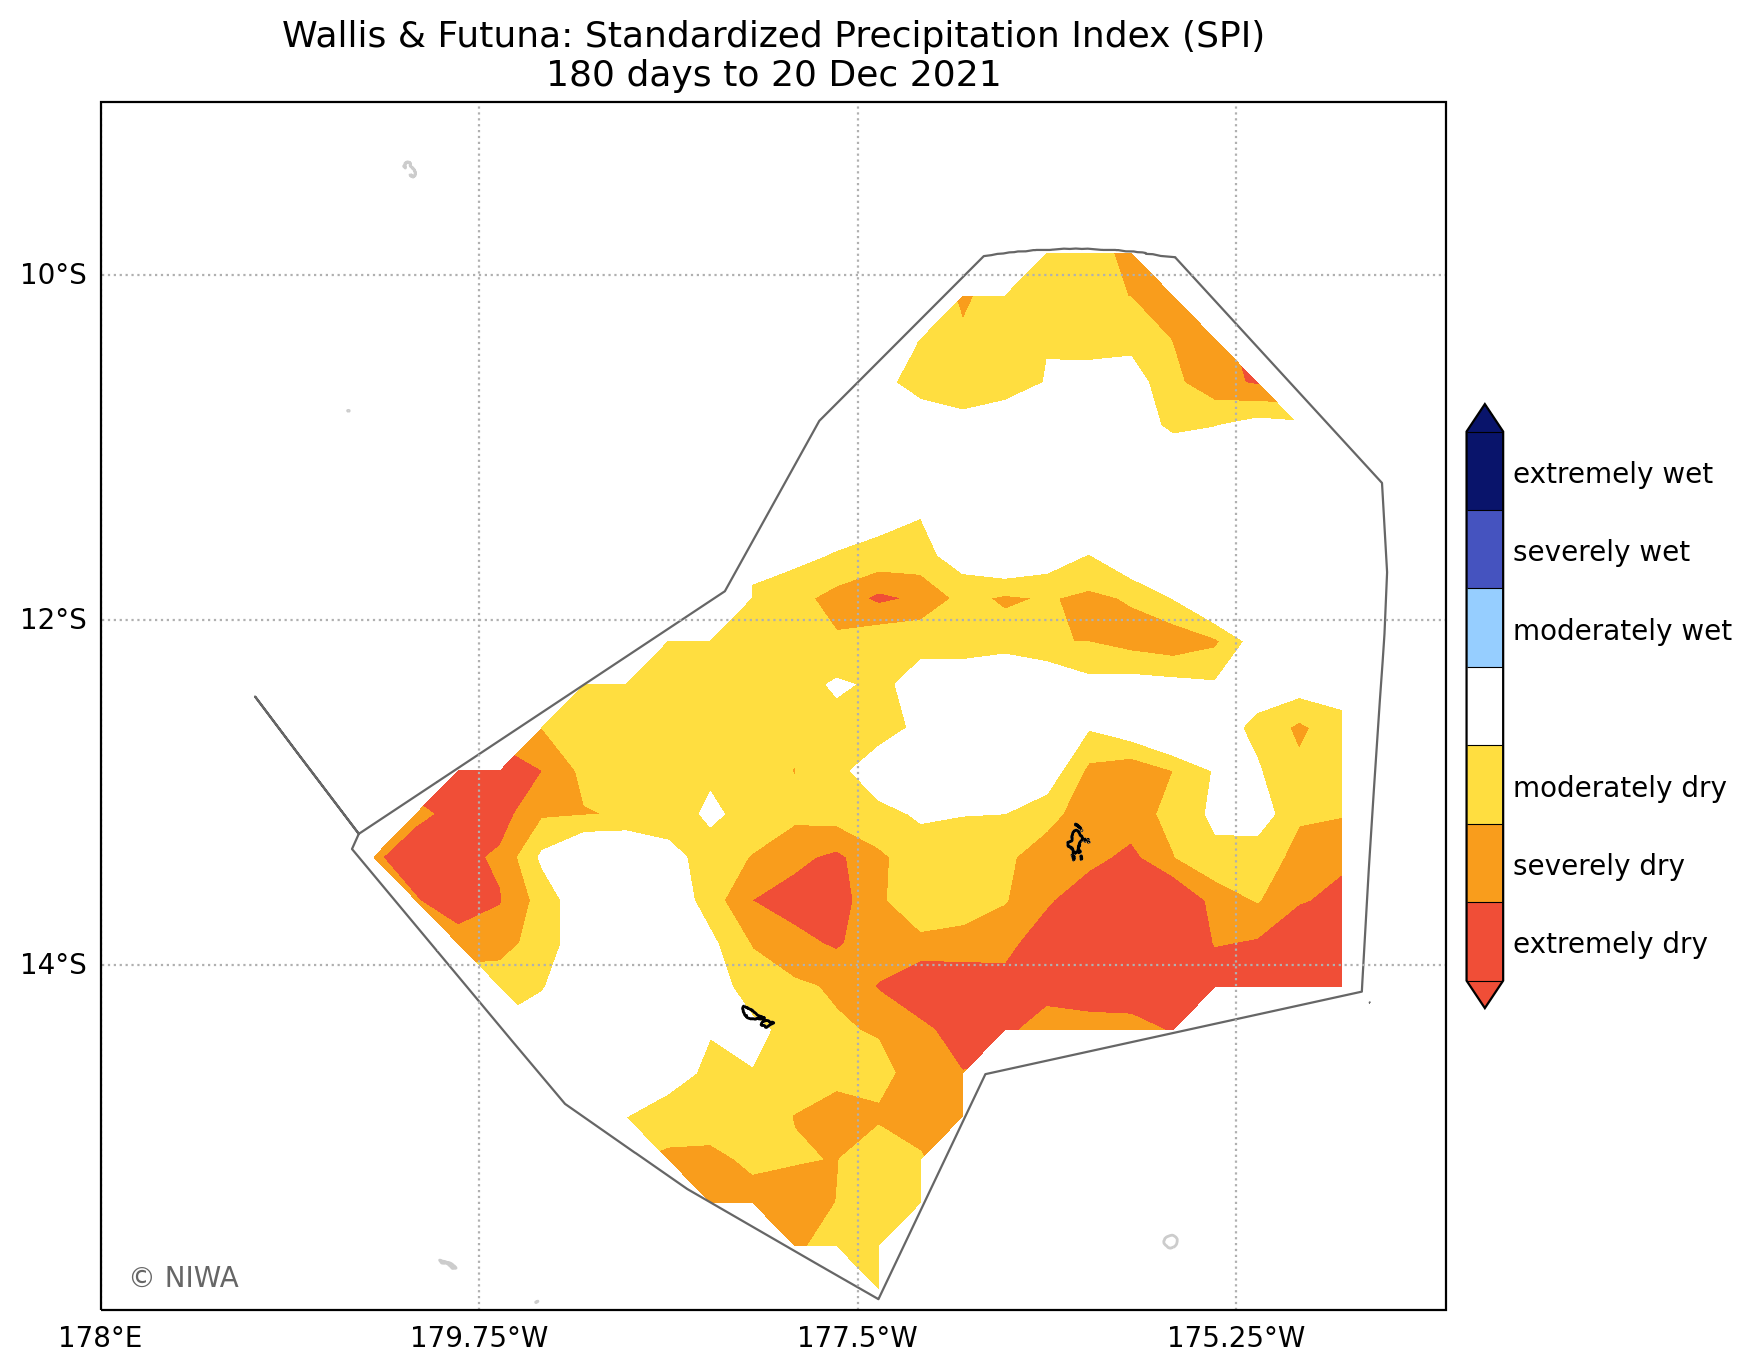 Wallis & Futuna: Standardized Precipitation Index (SPI)
180 days to 20 Dec 2021
10°S
12°S
14°S
extremely wet
severely wet
moderately wet
moderately dry
severely dry
extremely dry
© NIWA
178°E 179.75°W 177.5°W 175.25°W